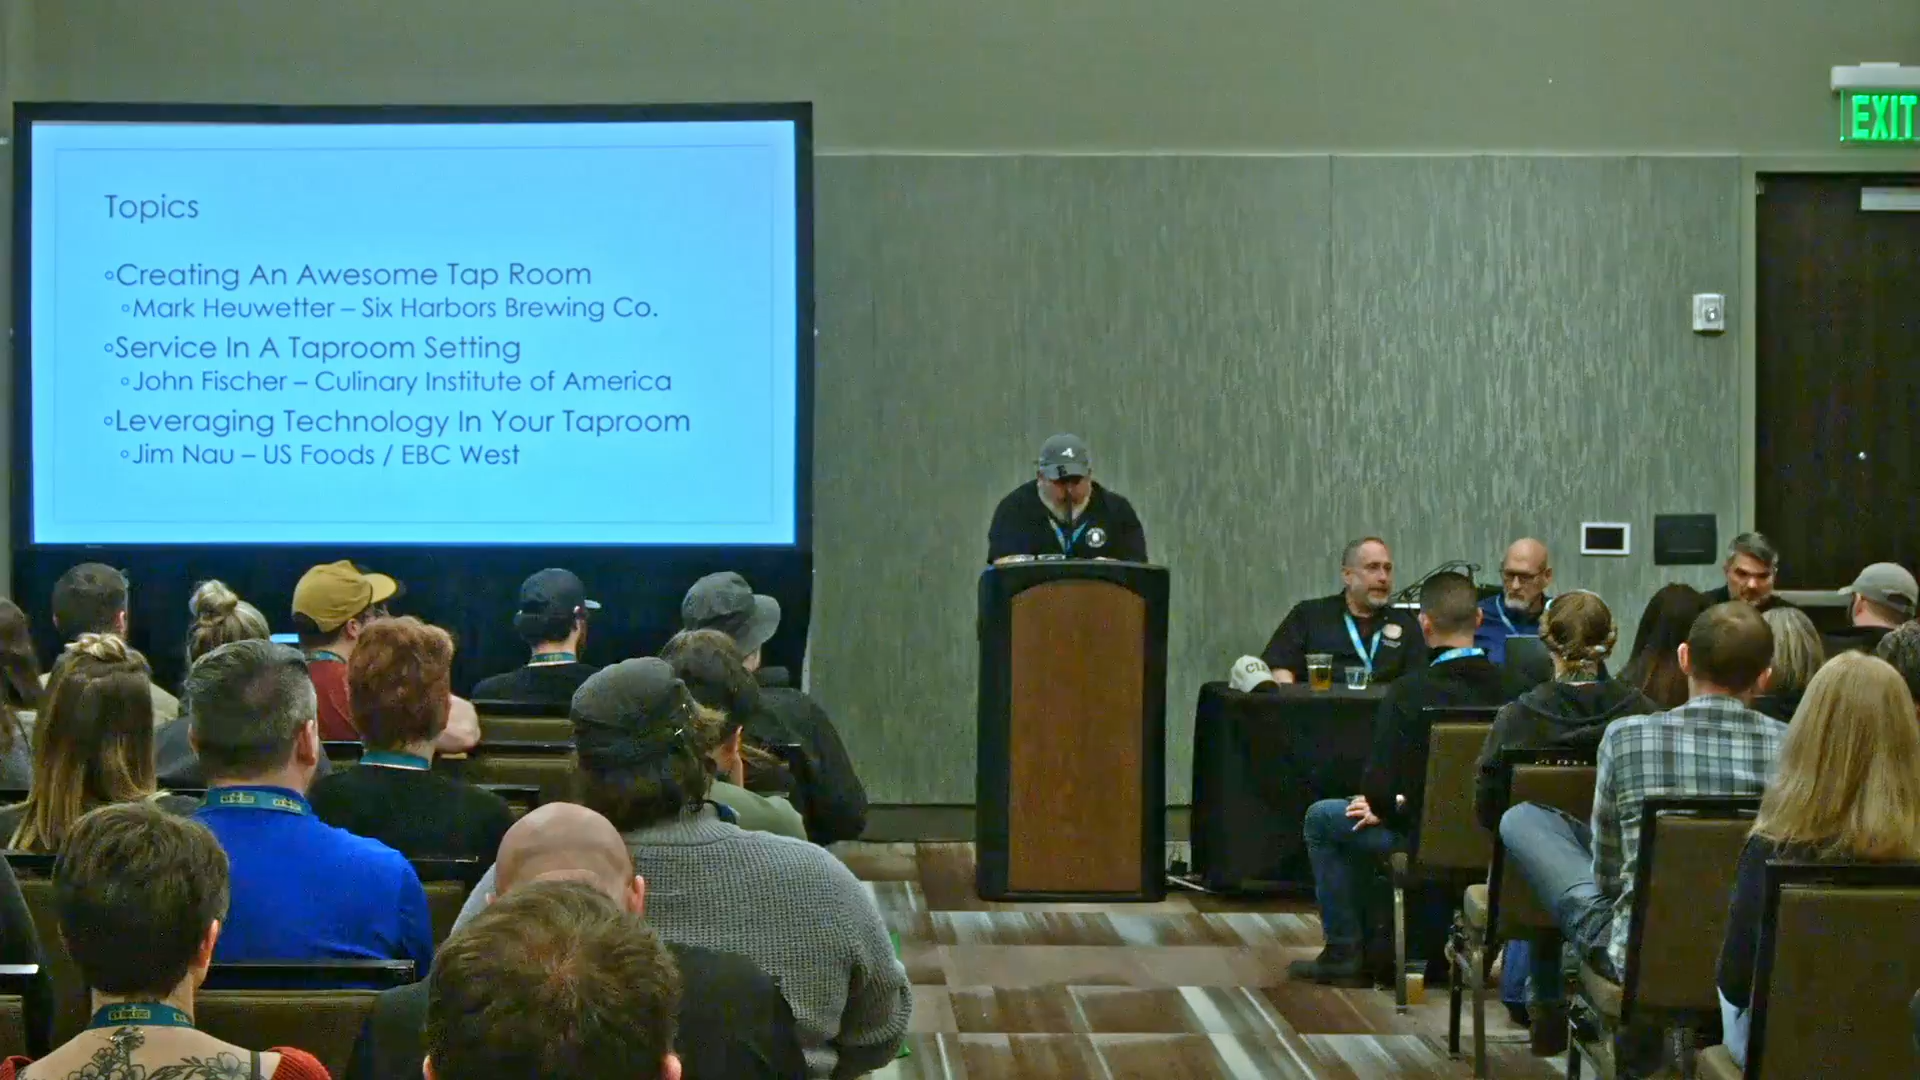 Topics
Creating An Awesome Tap Room
Mark Heuwetter – Six Harbors Brewing Co.
Service In A Taproom Setting
John Fischer – Culinary Institute of America
Leveraging Technology In Your Taproom
Jim Nau – US Foods / EBC West
EXIT